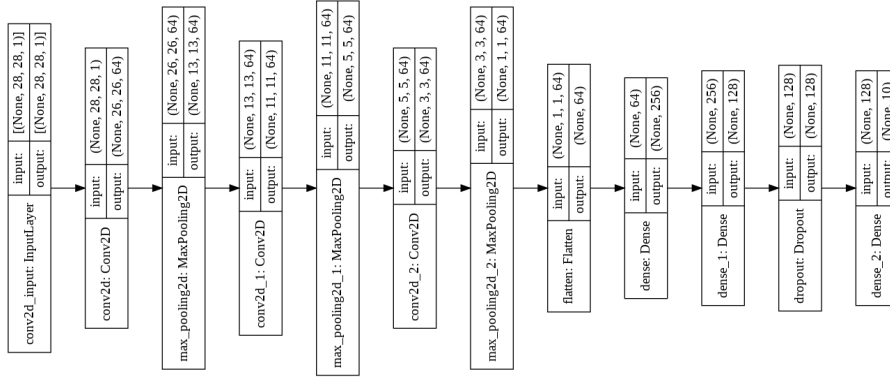 conv2d_input: InputLayer
input: [(None, 28, 28, 1)]
output: [(None, 28, 28, 1)]
conv2d: Conv2D
input: (None, 28, 28, 1)
output: (None, 26, 26, 64)
max_pooling2d: MaxPooling2D
input: (None, 26, 26, 64)
output: (None, 13, 13, 64)
conv2d_1: Conv2D
input: (None, 13, 13, 64)
output: (None, 11, 11, 64)
max_pooling2d_1: MaxPooling2D
input: (None, 11, 11, 64)
output: (None, 5, 5, 64)
conv2d_2: Conv2D
input: (None, 5, 5, 64)
output: (None, 3, 3, 64)
max_pooling2d_2: MaxPooling2D
input: (None, 3, 3, 64)
output: (None, 1, 1, 64)
flatten: Flatten
input: (None, 1, 1, 64)
output: (None, 64)
dense: Dense
input: (None, 64)
output: (None, 256)
dense_1: Dense
input: (None, 256)
output: (None, 128)
dropout: Dropout
input: (None, 128)
output: (None, 128)
dense_2: Dense
input: (None, 128)
output: (None, 10)